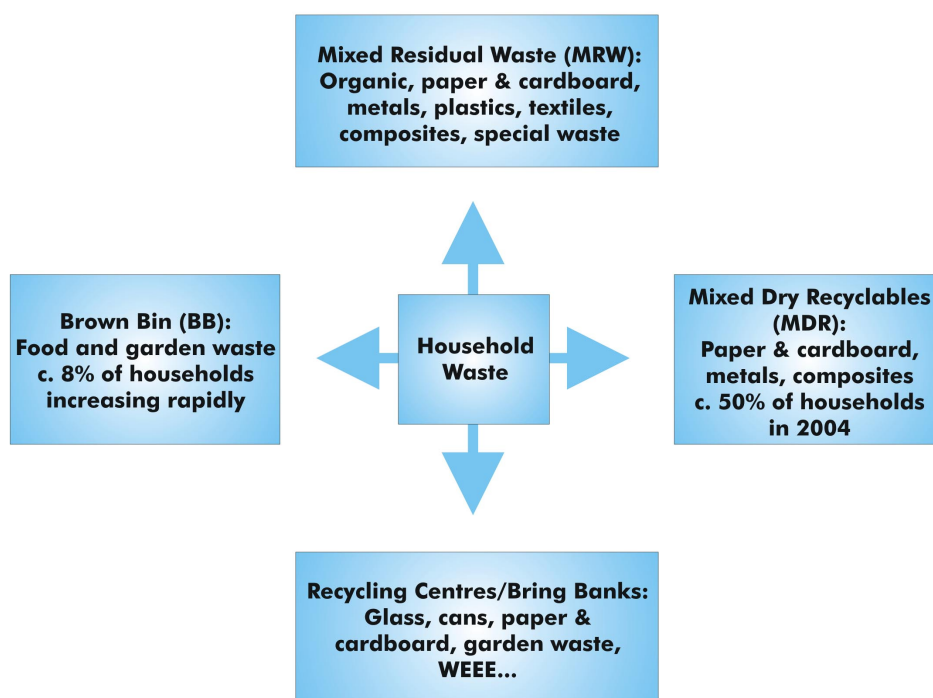 Mixed Residual Waste (MRW):
Organic, paper & cardboard,
metals, plastics, textiles,
composites, special waste
Brown Bin (BB):
Food and garden waste
c. 8% of households
increasing rapidly
Household
Waste
Mixed Dry Recyclables
(MDR):
Paper & cardboard,
metals, composites
c. 50% of households
in 2004
Recycling Centres/Bring Banks:
Glass, cans, paper &
cardboard, garden waste,
WEEE...